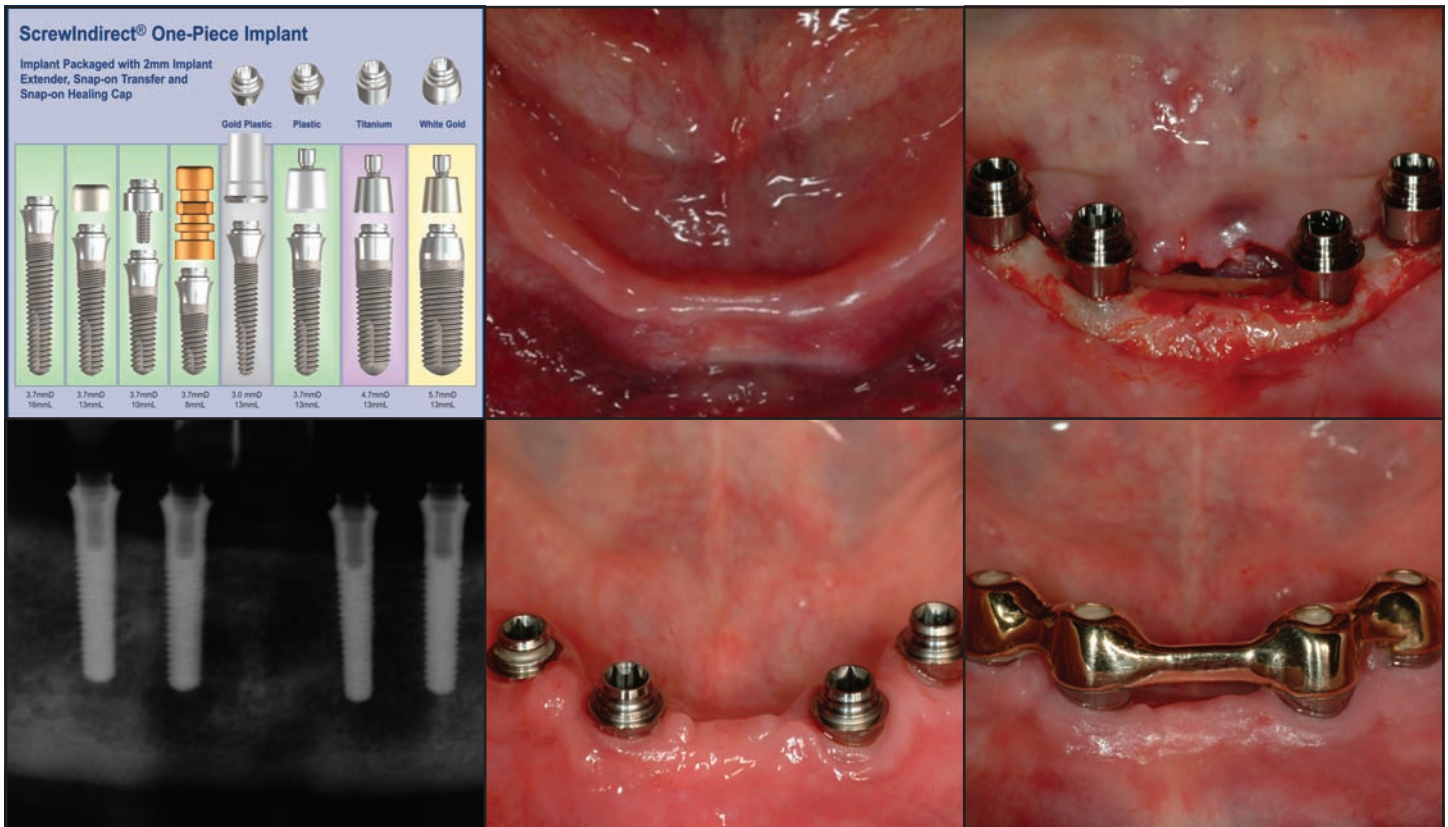 ScrewIndirect® One-Piece Implant
Implant Packaged with 2mm Implant
Extender, Snap-on Transfer and
Snap-on Healing Cap
Gold Plastic Plastic Titanium White Gold
3.7mmD 3.7mmD 3.7mmD 3.7mmD 3.0 mmD 3.7mmD 4.7mmD 5.7mmD
16mmL 13mmL 10mmL 8mmL 13mmL 13mmL 13mmL 13mmL